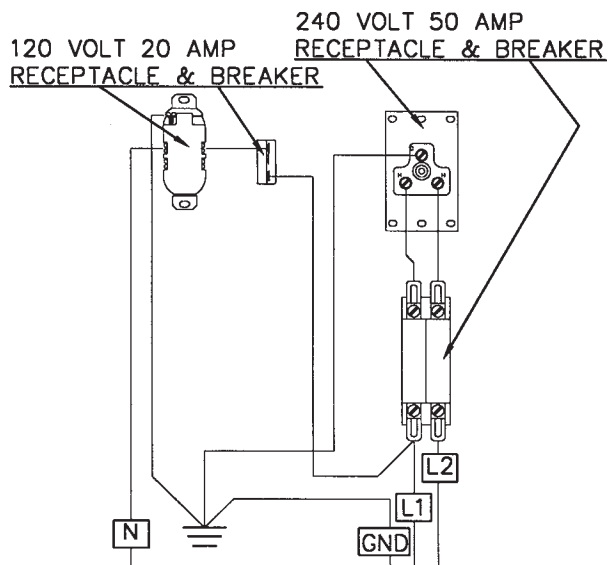 240 VOLT 50 AMP
RECEPTACLE & BREAKER
120 VOLT 20 AMP
RECEPTACLE & BREAKER
G
H
H
L2
L1
N
GND